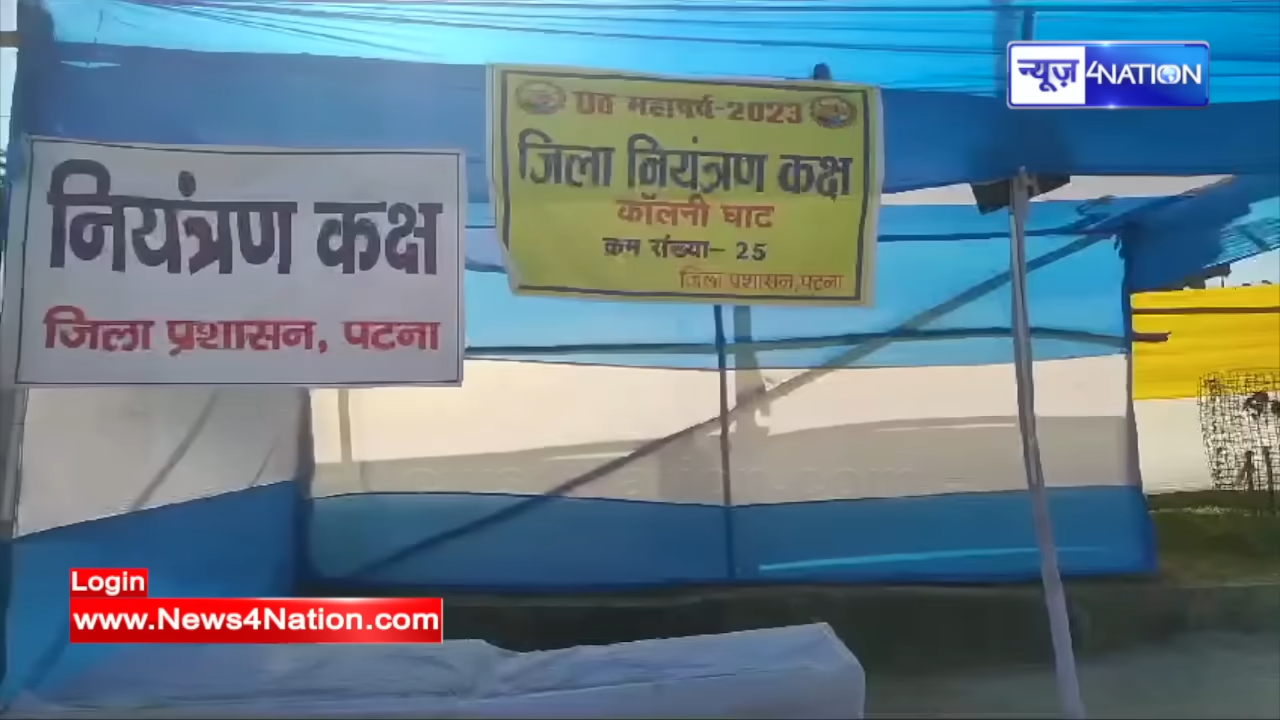 न्यूज़ 4NATION
छठ महापर्व-2023
जिला नियंत्रण कक्ष
कॉलनी घाट
क्रम संख्या- 25
जिला प्रशासन, पटना
नियंत्रण कक्ष
जिला प्रशासन, पटना
Login
www.News4Nation.com